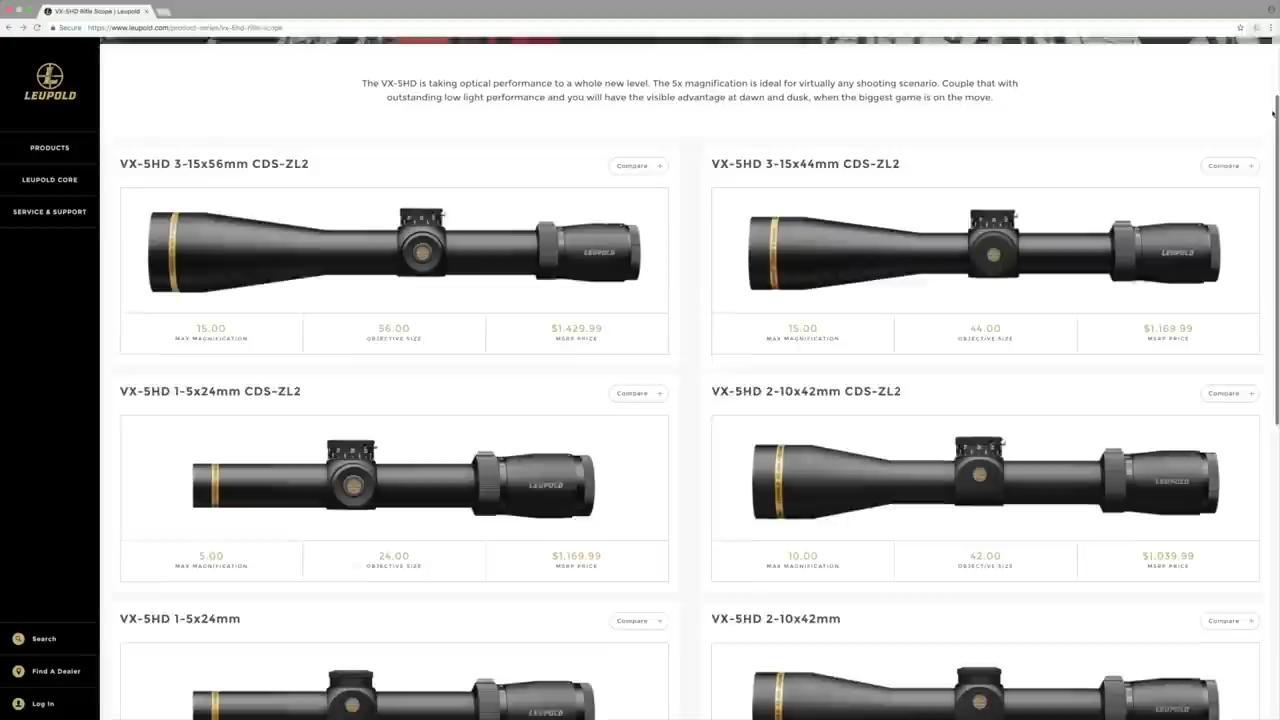 VX-5HD Rifle Scope | Leupold
Secure https://www.leupold.com/product-series/vx-5hd-rifle-scope
LEUPOLD
PRODUCTS
LEUPOLD CORE
SERVICE & SUPPORT
The VX-5HD is taking optical performance to a whole new level. The 5x magnification is ideal for virtually any shooting scenario. Couple that with
outstanding low light performance and you will have the visible advantage at dawn and dusk, when the biggest game is on the move.
VX-5HD 3-15x56mm CDS-ZL2
Compare +
LEUPOLD
15.00
56.00
$1,429.99
MAX MAGNIFICATION
OBJECTIVE SIZE
MSRP PRICE
VX-5HD 3-15x44mm CDS-ZL2
Compare +
LEUPOLD
15.00
44.00
$1,169.99
MAX MAGNIFICATION
OBJECTIVE SIZE
MSRP PRICE
VX-5HD 1-5x24mm CDS-ZL2
Compare +
LEUPOLD
5.00
24.00
$1,169.99
MAX MAGNIFICATION
OBJECTIVE SIZE
MSRP PRICE
VX-5HD 2-10x42mm CDS-ZL2
Compare +
LEUPOLD
10.00
42.00
$1,039.99
MAX MAGNIFICATION
OBJECTIVE SIZE
MSRP PRICE
VX-5HD 1-5x24mm
Compare +
LEUPOLD
VX-5HD 2-10x42mm
Compare +
LEUPOLD
Search
Find A Dealer
Log In